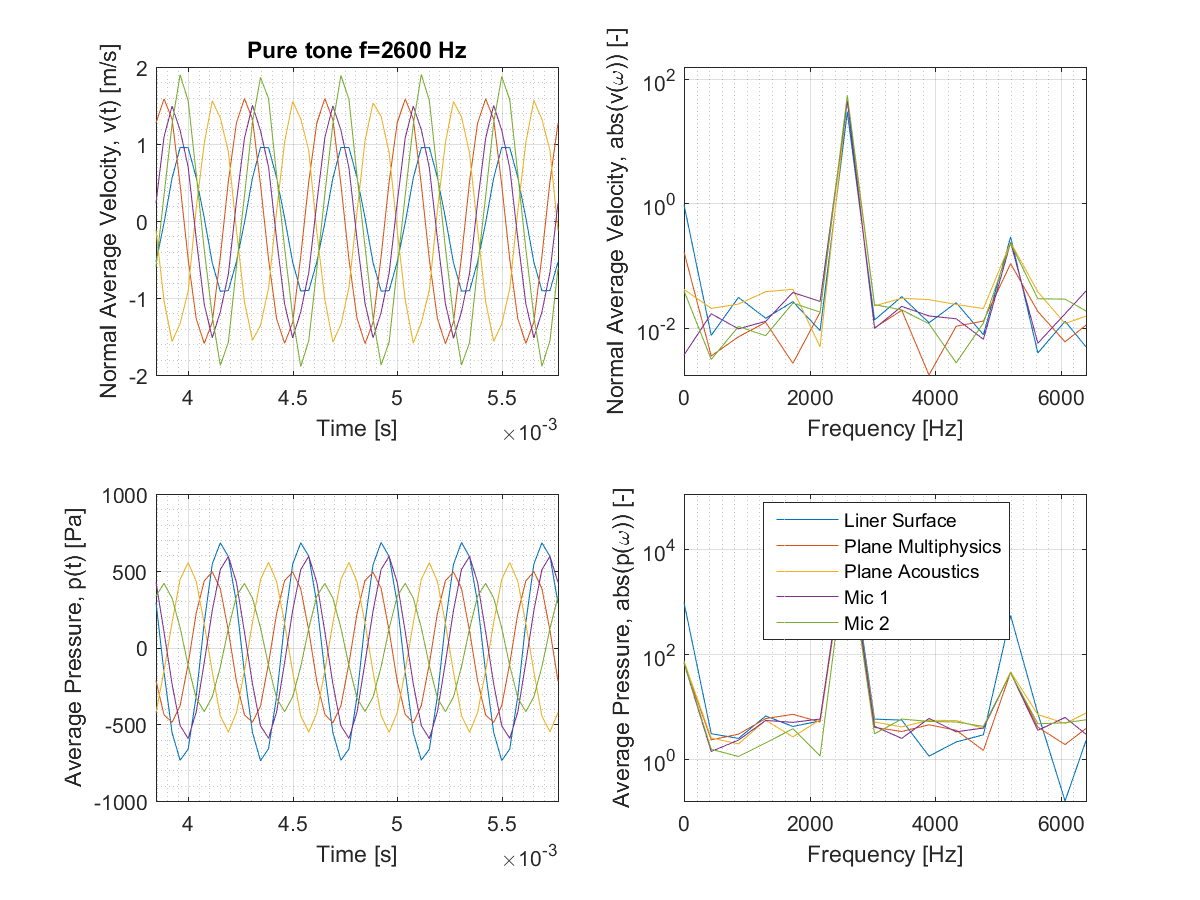 Pure tone f=2600 Hz
Normal Average Velocity, v(t) [m/s]
2
1
0
-1
-2
4
4.5
5
5.5
×10⁻³
Time [s]
Normal Average Velocity, abs(v(ω)) [-]
10²
10⁰
10⁻²
0
2000
4000
6000
Frequency [Hz]
Average Pressure, p(t) [Pa]
1000
500
0
-500
-1000
4
4.5
5
5.5
×10⁻³
Time [s]
Average Pressure, abs(p(ω)) [-]
10⁴
10²
10⁰
Liner Surface
Plane Multiphysics
Plane Acoustics
Mic 1
Mic 2
0
2000
4000
6000
Frequency [Hz]